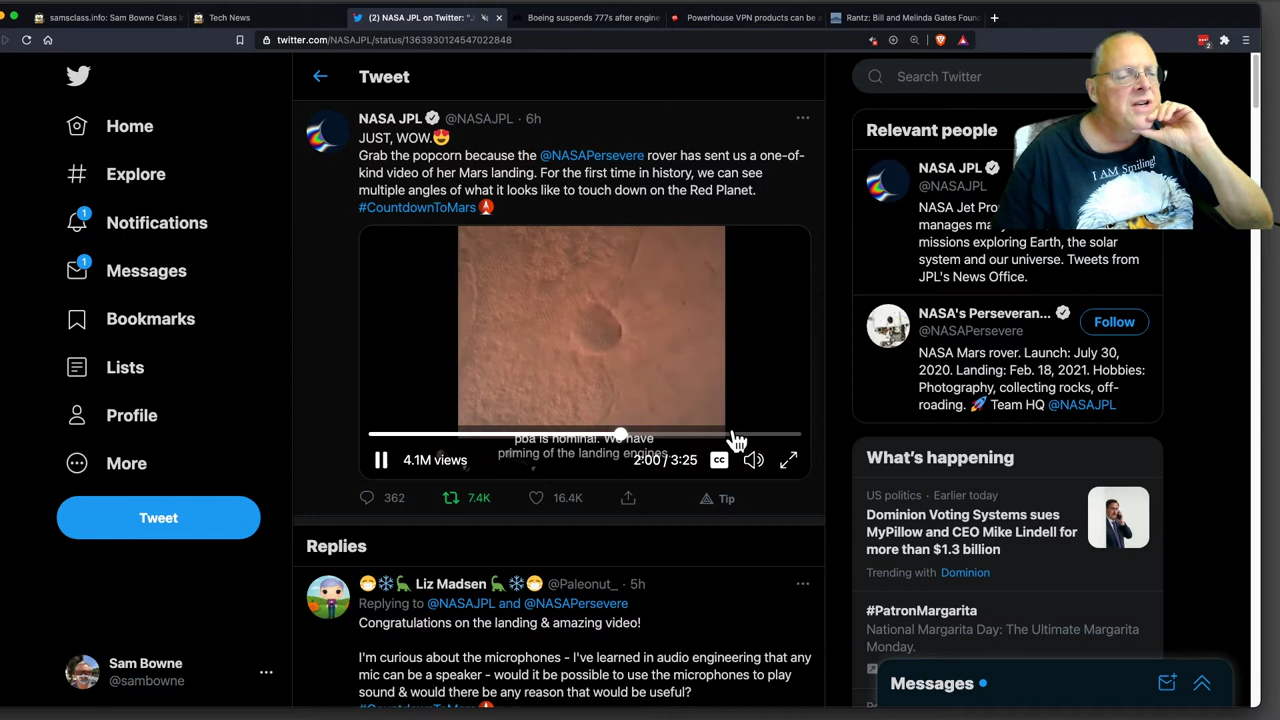 samsclass.info: Sam Bowne Class I
Tech News
(2) NASA JPL on Twitter: "J
Boeing suspends 777s after engine
Powerhouse VPN products can be a
Rantz: Bill and Melinda Gates Foun
twitter.com/NASAJPL/status/1363930124547022848
2
Home
Explore
1
Notifications
1
Messages
Bookmarks
Lists
Profile
More
Tweet
Sam Bowne
@sambowne
Tweet
NASA JPL @NASAJPL · 6h
JUST, WOW.😍
Grab the popcorn because the @NASAPersevere rover has sent us a one-of-
kind video of her Mars landing. For the first time in history, we can see
multiple angles of what it looks like to touch down on the Red Planet.
#CountdownToMars
pba is nominal. We have
priming of the landing engines.
4.1M views
2:00 / 3:25
CC
362
7.4K
16.4K
Tip
Replies
😷❄️🦕 Liz Madsen 🦕❄️😷 @Paleonut_ · 5h
Replying to @NASAJPL and @NASAPersevere
Congratulations on the landing & amazing video!
I'm curious about the microphones - I've learned in audio engineering that any
mic can be a speaker - would it be possible to use the microphones to play
sound & would there be any reason that would be useful?
#CountdownToMars
Search Twitter
Relevant people
NASA JPL
@NASAJPL
NASA Jet Pro
manages ma
missions exploring Earth, the solar
system and our universe. Tweets from
JPL's News Office.
NASA's Perseveran...
@NASAPersevere
Follow
NASA Mars rover. Launch: July 30,
2020. Landing: Feb. 18, 2021. Hobbies:
Photography, collecting rocks, off-
roading. 🚀 Team HQ @NASAJPL
What's happening
US politics · Earlier today
Dominion Voting Systems sues
MyPillow and CEO Mike Lindell for
more than $1.3 billion
Trending with Dominion
#PatronMargarita
National Margarita Day: The Ultimate Margarita
Monday.
Messages
I AM Smiling!